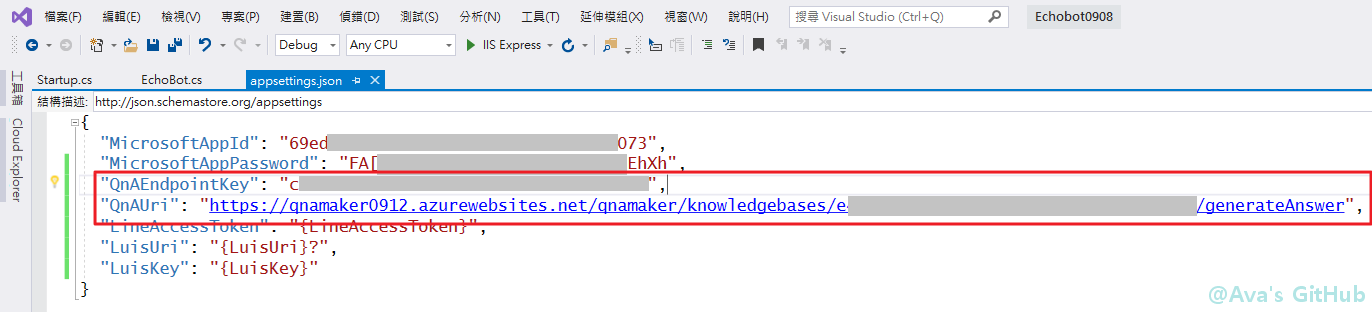 檔案(F) 編輯(E) 檢視(V) 專案(P) 建置(B) 偵錯(D) 測試(S) 分析(N) 工具(T) 延伸模組(X) 視窗(W) 說明(H) 搜尋 Visual Studio (Ctrl+Q) Echobot0908
Debug Any CPU IIS Express
工具箱
Cloud Explorer
Startup.cs EchoBot.cs appsettings.json
結構描述: http://json.schemastore.org/appsettings
{
"MicrosoftAppId": "69ed 073",
"MicrosoftAppPassword": "FA[ EhXh",
"QnAEndpointKey": "c ",
"QnAUri": "https://qnamaker0912.azurewebsites.net/qnamaker/knowledgebases/e /generateAnswer",
"LineAccessToken": "{LineAccessToken}",
"LuisUri": "{LuisUri}?",
"LuisKey": "{LuisKey}"
}
@Ava's GitHub